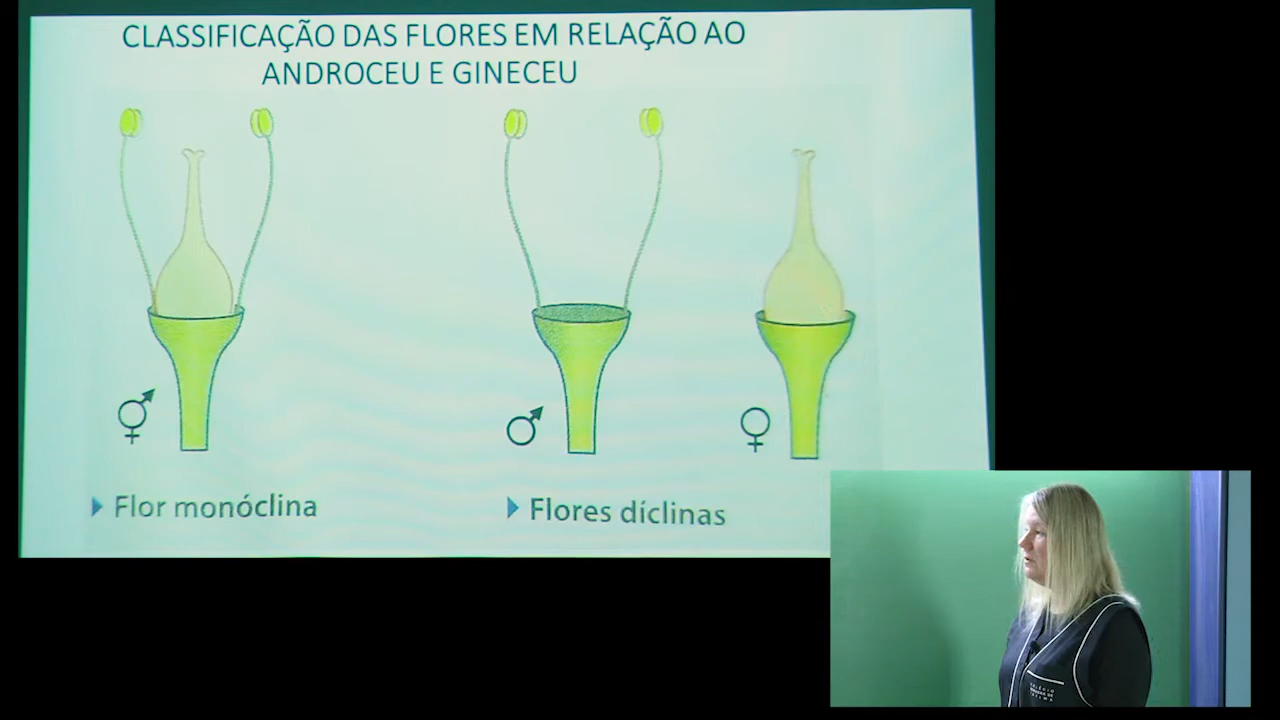 CLASSIFICAÇÃO DAS FLORES EM RELAÇÃO AO
ANDROCEU E GINECEU
Flor monóclina
Flores díclinas